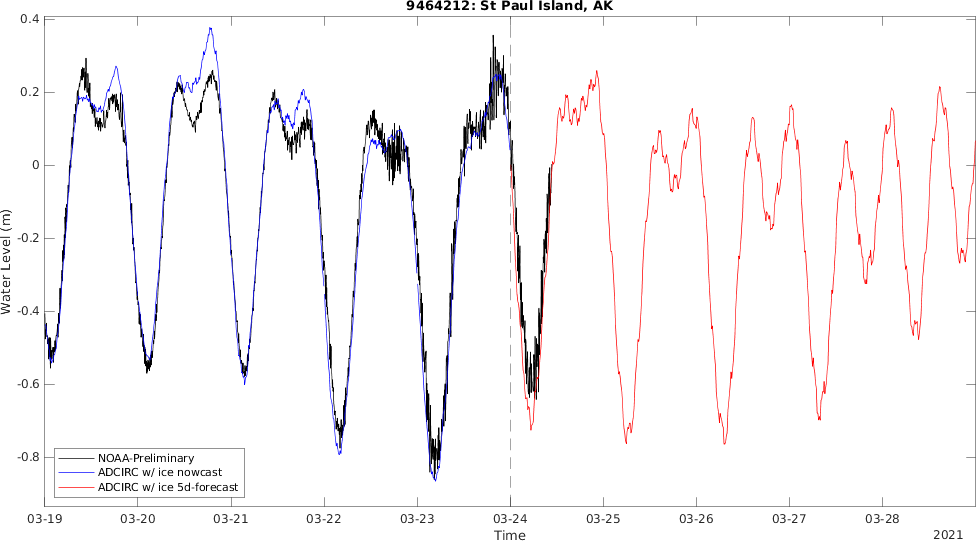 9464212: St Paul Island, AK
0.4
0.2
0
-0.2
-0.4
-0.6
-0.8
Water Level (m)
NOAA-Preliminary
ADCIRC w/ ice nowcast
ADCIRC w/ ice 5d-forecast
03-19 03-20 03-21 03-22 03-23 03-24 03-25 03-26 03-27 03-28
Time
2021